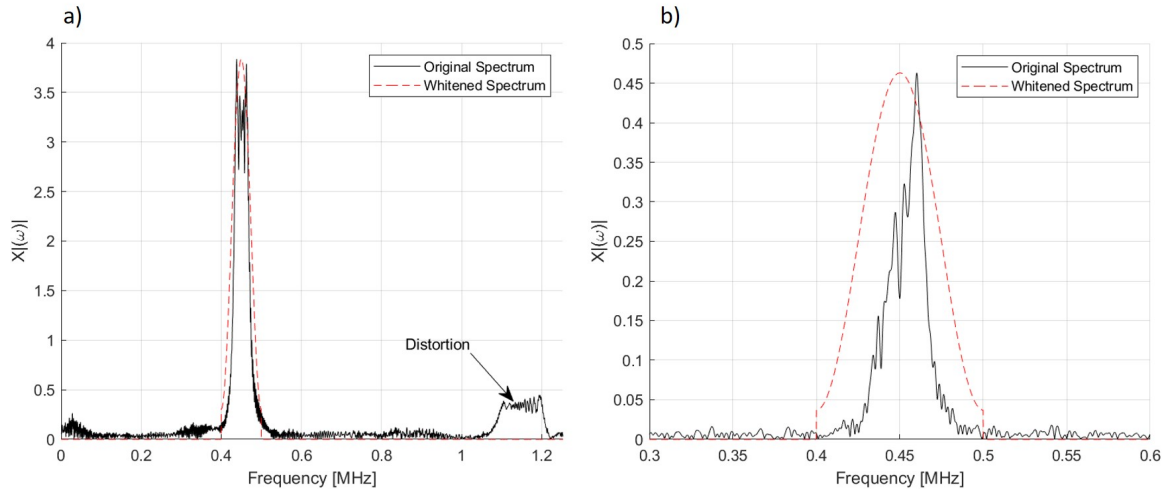 a)
4
3.5
3
2.5
2
1.5
1
0.5
0
X|(ω)|
Original Spectrum
Whitened Spectrum
Distortion
0 0.2 0.4 0.6 0.8 1 1.2
Frequency [MHz]
b)
0.5
0.45
0.4
0.35
0.3
0.25
0.2
0.15
0.1
0.05
0
X|(ω)|
Original Spectrum
Whitened Spectrum
0.3 0.35 0.4 0.45 0.5 0.55 0.6
Frequency [MHz]